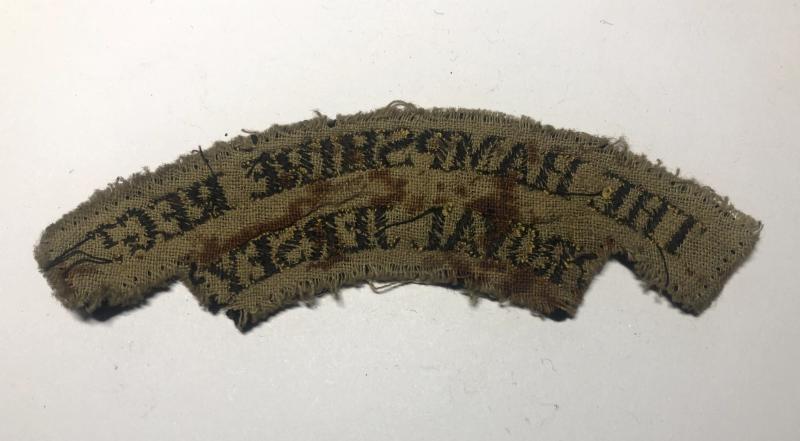 THE HAMPSHIRE REGT
ROYAL JERSEY